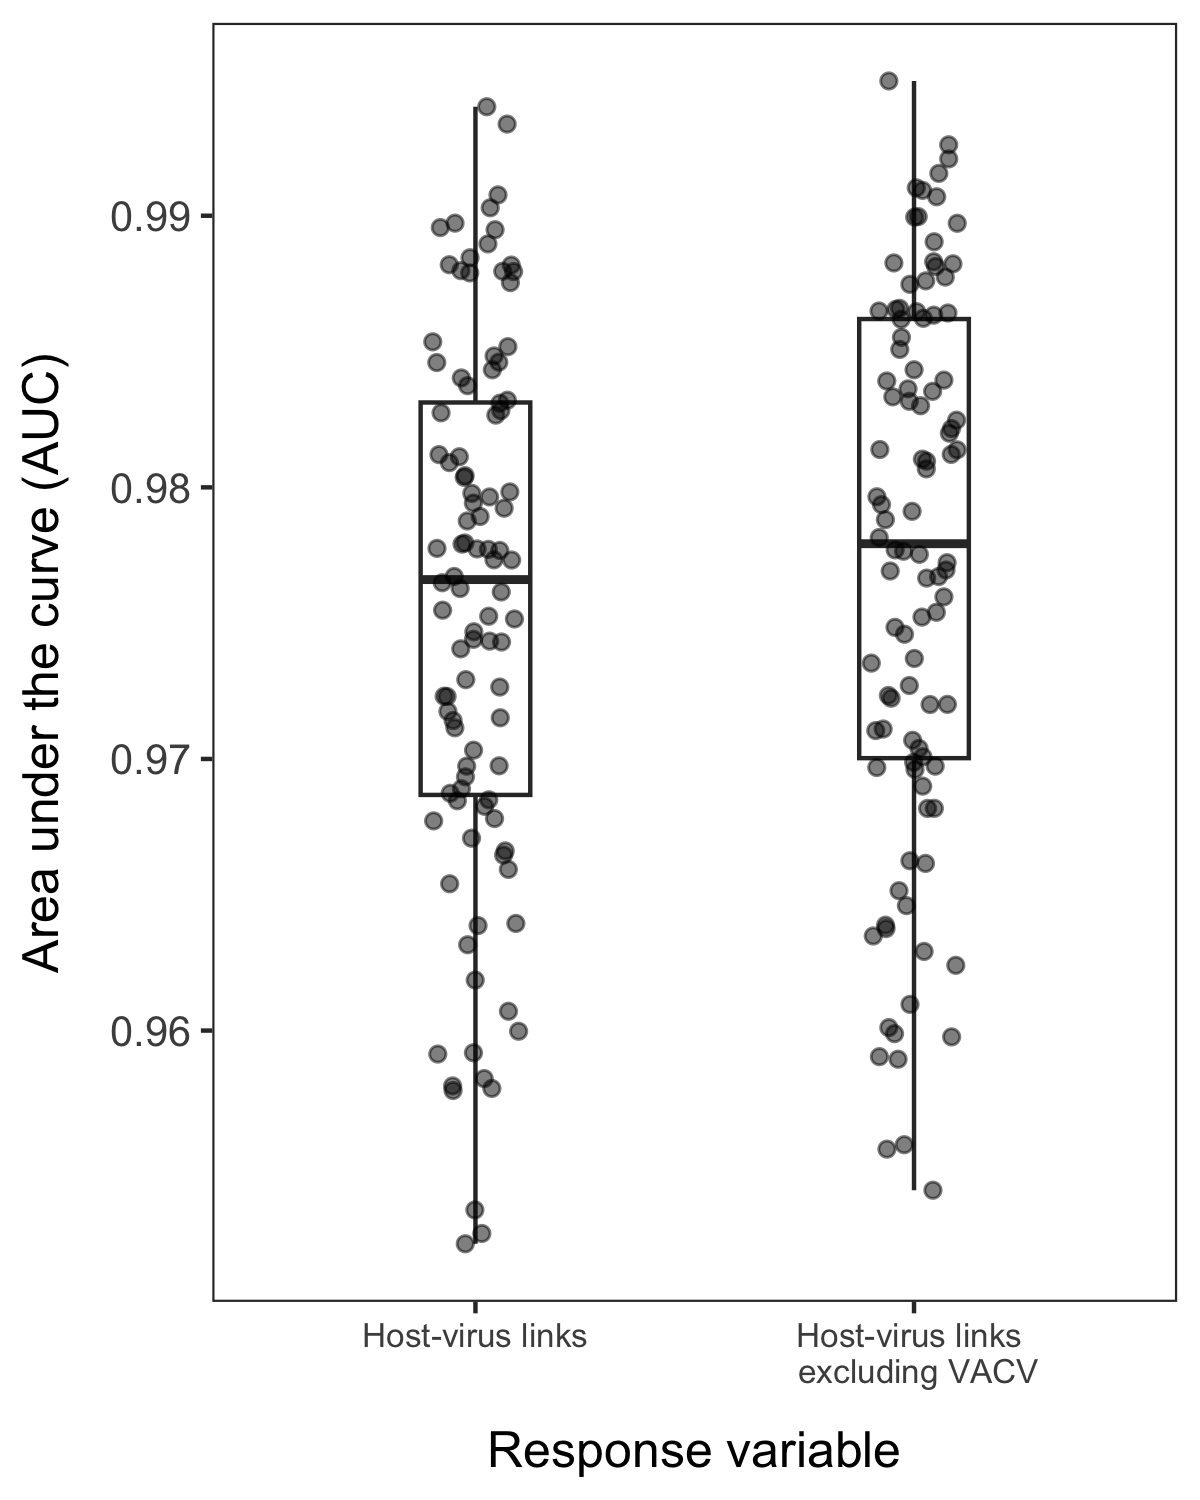 Area under the curve (AUC)
0.99
0.98
0.97
0.96
Host-virus links
Host-virus links
excluding VACV
Response variable